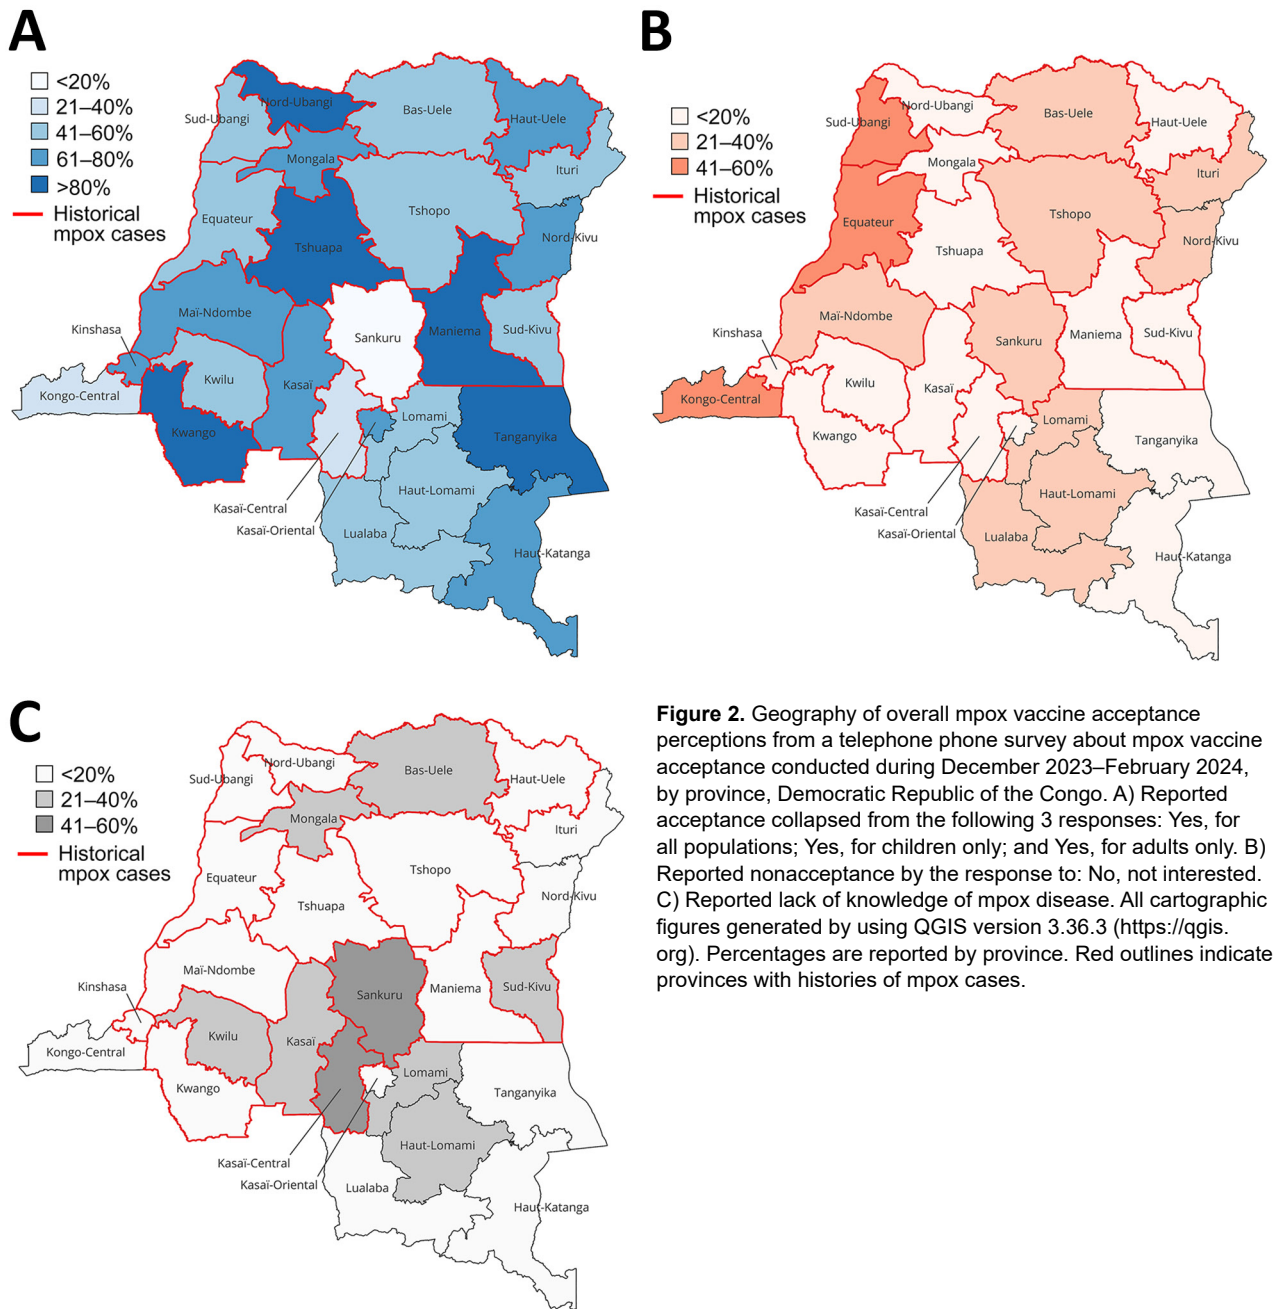 A
<20%
21–40%
41–60%
61–80%
>80%
Historical
mpox cases
Nord-Ubangi
Sud-Ubangi
Bas-Uele
Haut-Uele
Mongala
Ituri
Equateur
Tshopo
Tshuapa
Nord-Kivu
Maï-Ndombe
Kinshasa
Sankuru
Maniema
Sud-Kivu
Kongo-Central
Kwilu
Kasaï
Lomami
Kwango
Tanganyika
Haut-Lomami
Kasaï-Central
Kasaï-Oriental
Lualaba
Haut-Katanga
B
<20%
21–40%
41–60%
Historical
mpox cases
Nord-Ubangi
Sud-Ubangi
Bas-Uele
Haut-Uele
Mongala
Ituri
Equateur
Tshopo
Tshuapa
Nord-Kivu
Maï-Ndombe
Kinshasa
Sankuru
Maniema
Sud-Kivu
Kongo-Central
Kwilu
Kasaï
Lomami
Kwango
Tanganyika
Haut-Lomami
Kasaï-Central
Kasaï-Oriental
Lualaba
Haut-Katanga
C
<20%
21–40%
41–60%
Historical
mpox cases
Nord-Ubangi
Sud-Ubangi
Bas-Uele
Haut-Uele
Mongala
Ituri
Equateur
Tshopo
Tshuapa
Nord-Kivu
Maï-Ndombe
Kinshasa
Sankuru
Maniema
Sud-Kivu
Kongo-Central
Kwilu
Kasaï
Lomami
Kwango
Tanganyika
Haut-Lomami
Kasaï-Central
Kasaï-Oriental
Lualaba
Haut-Katanga
Figure 2. Geography of overall mpox vaccine acceptance
perceptions from a telephone phone survey about mpox vaccine
acceptance conducted during December 2023–February 2024,
by province, Democratic Republic of the Congo. A) Reported
acceptance collapsed from the following 3 responses: Yes, for
all populations; Yes, for children only; and Yes, for adults only. B)
Reported nonacceptance by the response to: No, not interested.
C) Reported lack of knowledge of mpox disease. All cartographic
figures generated by using QGIS version 3.36.3 (https://qgis.
org). Percentages are reported by province. Red outlines indicate
provinces with histories of mpox cases.